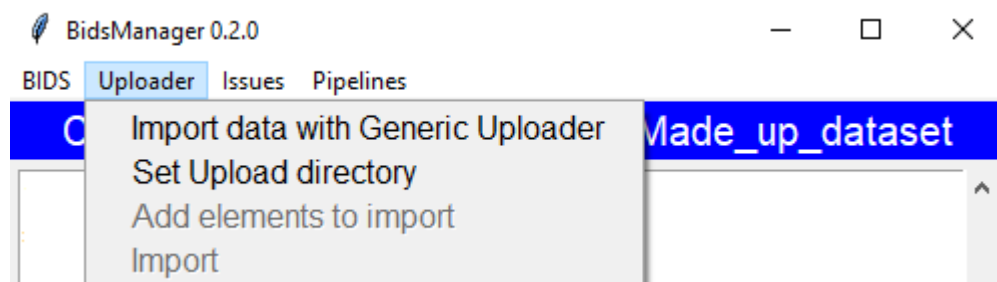 BidsManager 0.2.0
BIDS Uploader Issues Pipelines
C Made_up_dataset
Import data with Generic Uploader
Set Upload directory
Add elements to import
Import